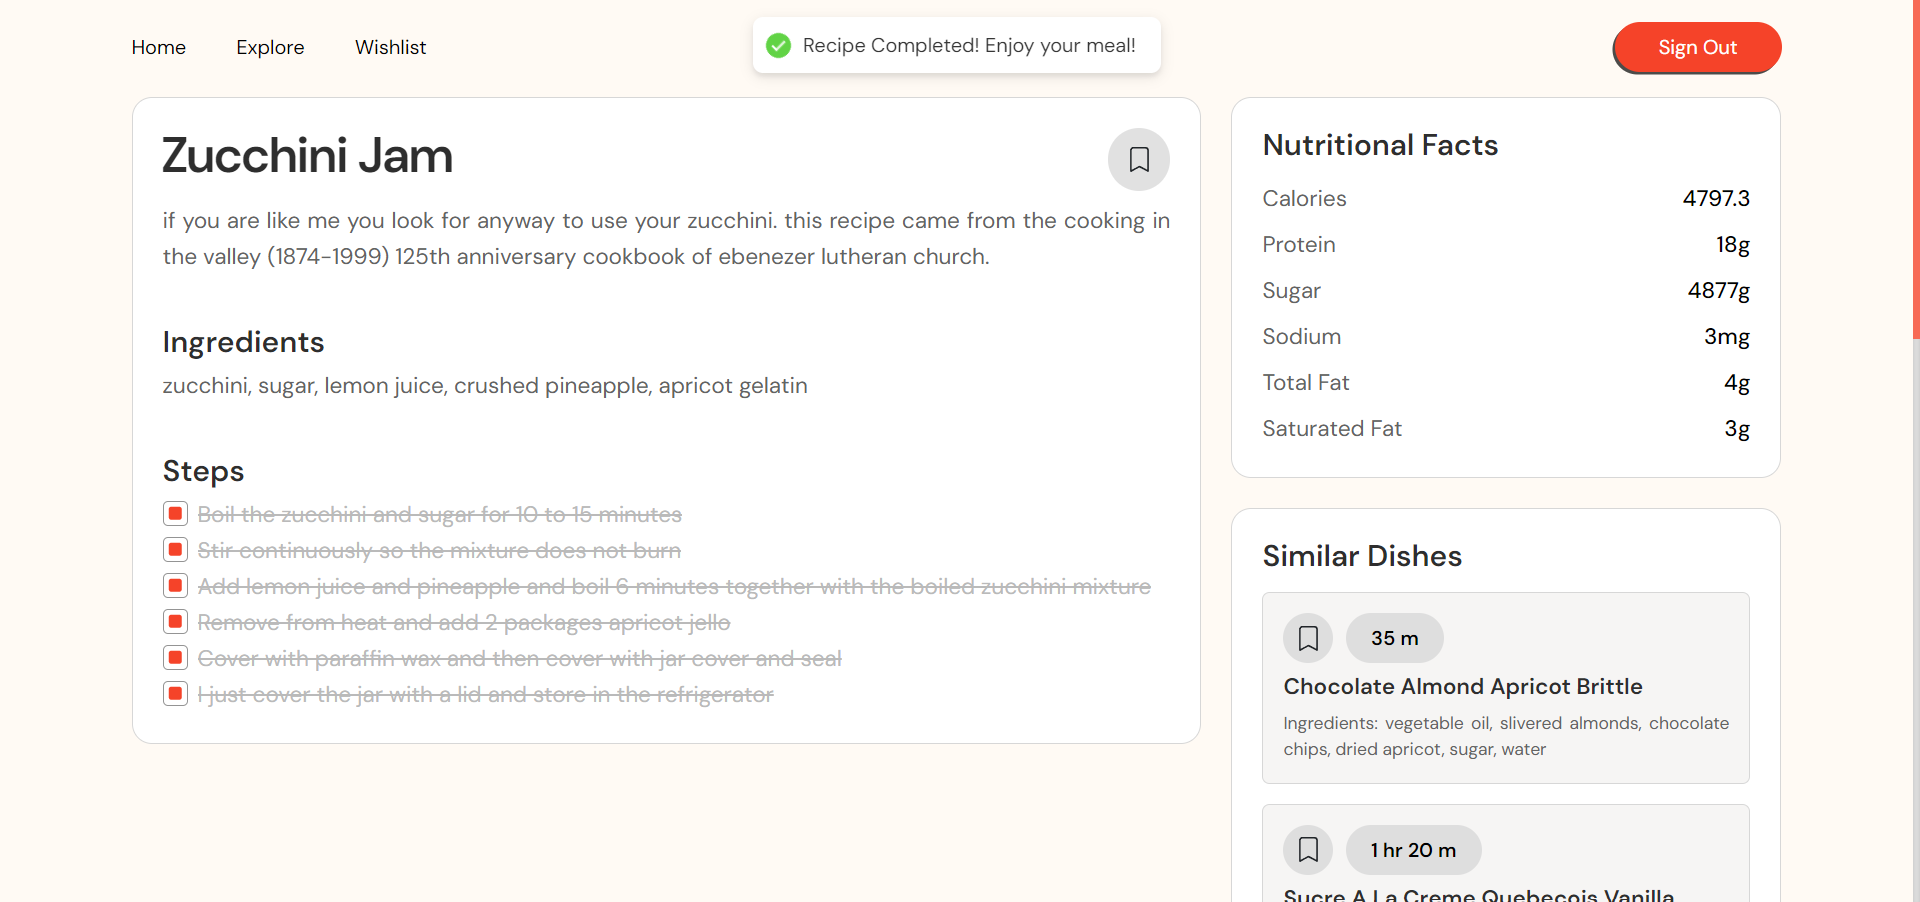 Home Explore Wishlist
Recipe Completed! Enjoy your meal!
Sign Out
Zucchini Jam
if you are like me you look for anyway to use your zucchini. this recipe came from the cooking in
the valley (1874-1999) 125th anniversary cookbook of ebenezer lutheran church.
Ingredients
zucchini, sugar, lemon juice, crushed pineapple, apricot gelatin
Steps
Boil the zucchini and sugar for 10 to 15 minutes
Stir continuously so the mixture does not burn
Add lemon juice and pineapple and boil 6 minutes together with the boiled zucchini mixture
Remove from heat and add 2 packages apricot jello
Cover with paraffin wax and then cover with jar cover and seal
I just cover the jar with a lid and store in the refrigerator
Nutritional Facts
Calories 4797.3
Protein 18g
Sugar 4877g
Sodium 3mg
Total Fat 4g
Saturated Fat 3g
Similar Dishes
35 m
Chocolate Almond Apricot Brittle
Ingredients: vegetable oil, slivered almonds, chocolate
chips, dried apricot, sugar, water
1 hr 20 m
Sucre A La Creme Quebecois Vanilla